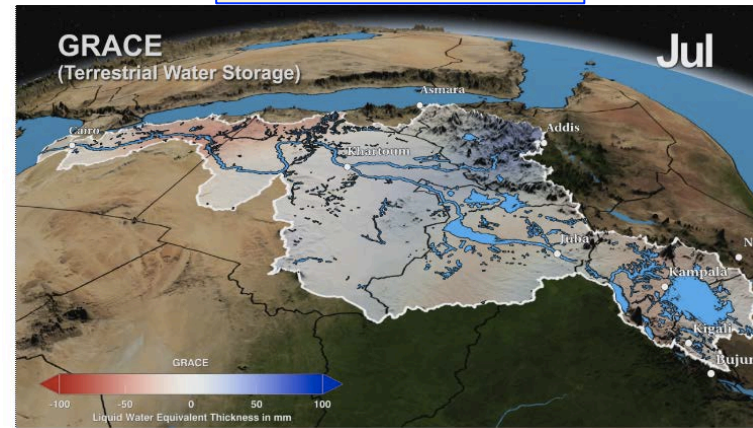 GRACE
(Terrestrial Water Storage)
Jul
Asmara
Cairo
Addis
Khartoum
Juba
N
Kampala
Kigali
Bujur
GRACE
-100 -50 0 50 100
Liquid Water Equivalent Thickness in mm